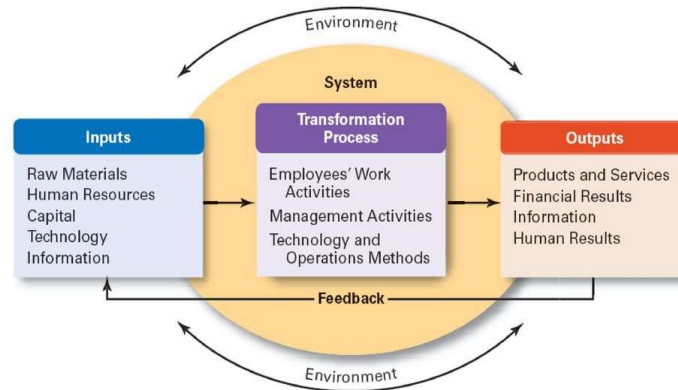 Environment
System
Inputs
Raw Materials
Human Resources
Capital
Technology
Information
Transformation
Process
Employees' Work
Activities
Management Activities
Technology and
Operations Methods
Outputs
Products and Services
Financial Results
Information
Human Results
Feedback
Environment